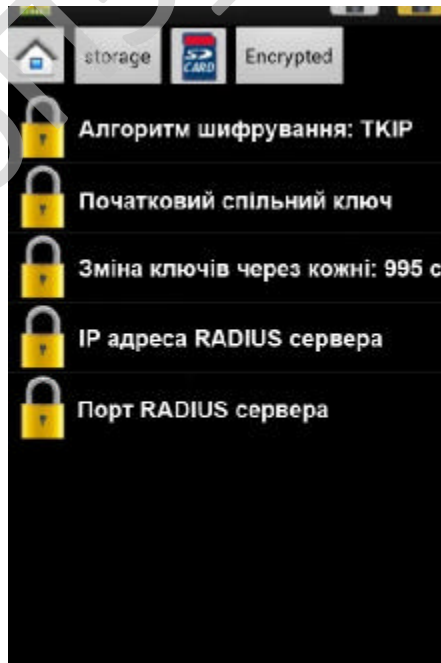 storage
SD
CARD
Encrypted
Алгоритм шифрування: TKIP
Початковий спільний ключ
Зміна ключів через кожні: 995 с
IP адреса RADIUS сервера
Порт RADIUS сервера